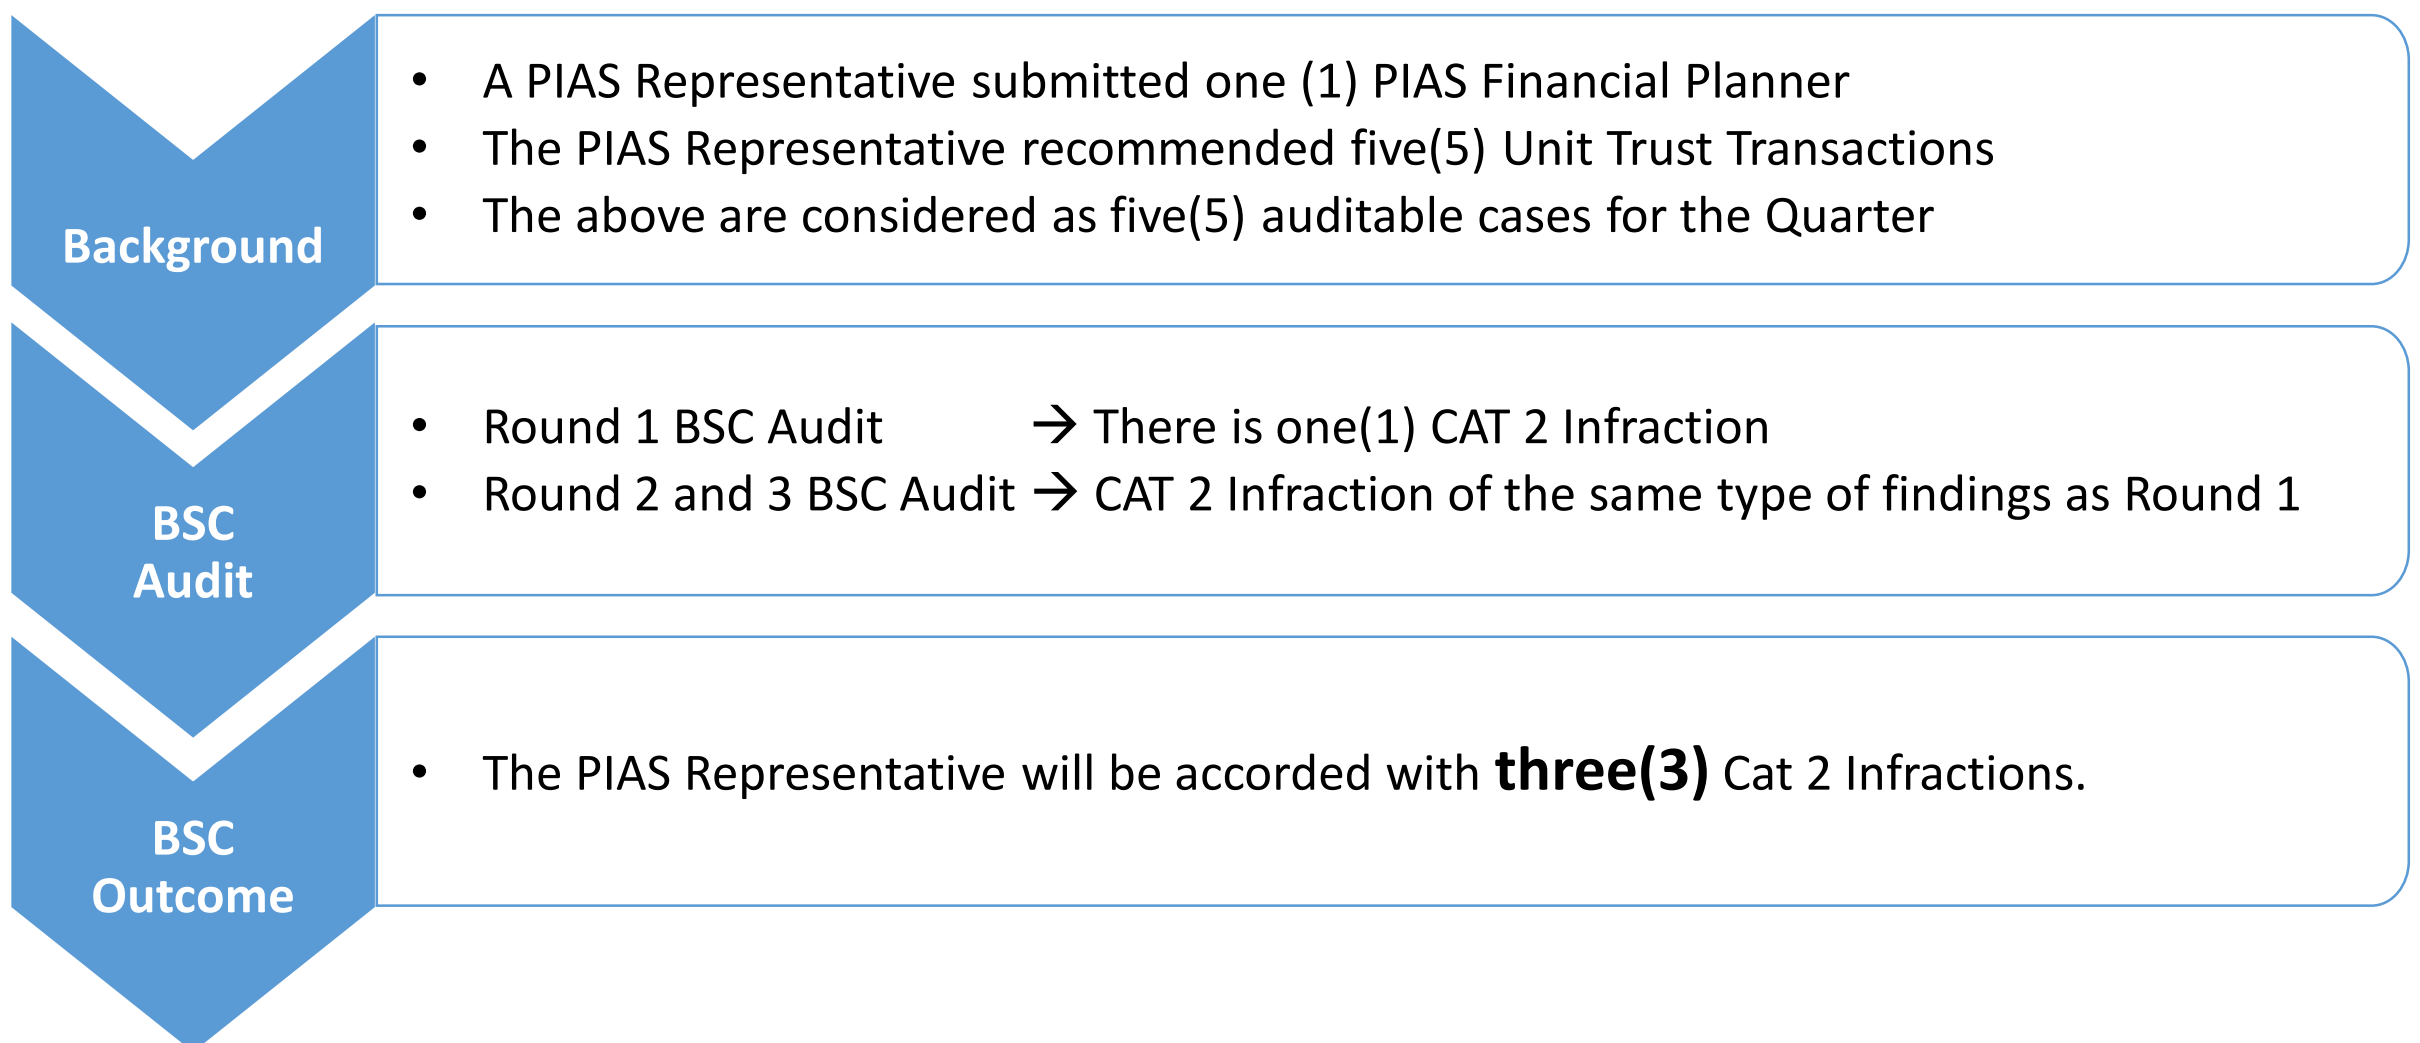 Background
• A PIAS Representative submitted one (1) PIAS Financial Planner
• The PIAS Representative recommended five(5) Unit Trust Transactions
• The above are considered as five(5) auditable cases for the Quarter
BSC
Audit
• Round 1 BSC Audit → There is one(1) CAT 2 Infraction
• Round 2 and 3 BSC Audit → CAT 2 Infraction of the same type of findings as Round 1
BSC
Outcome
• The PIAS Representative will be accorded with three(3) Cat 2 Infractions.